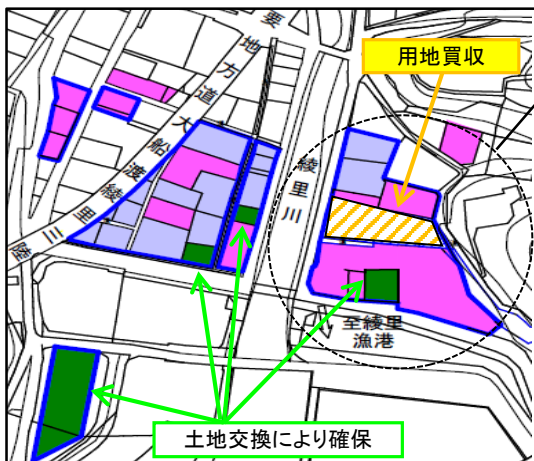 用地買収
要地方道大船渡綾里三陸
綾里川
至綾里
漁港
土地交換により確保